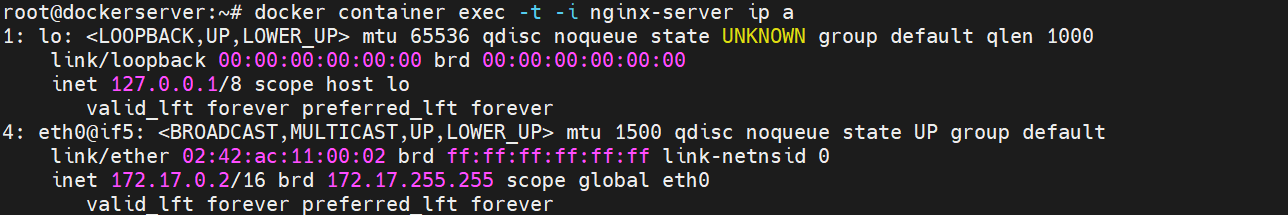 root@dockerserver:~# docker container exec -t -i nginx-server ip a
1: lo: <LOOPBACK,UP,LOWER_UP> mtu 65536 qdisc noqueue state UNKNOWN group default qlen 1000
    link/loopback 00:00:00:00:00:00 brd 00:00:00:00:00:00
    inet 127.0.0.1/8 scope host lo
       valid_lft forever preferred_lft forever
4: eth0@if5: <BROADCAST,MULTICAST,UP,LOWER_UP> mtu 1500 qdisc noqueue state UP group default
    link/ether 02:42:ac:11:00:02 brd ff:ff:ff:ff:ff:ff link-netnsid 0
    inet 172.17.0.2/16 brd 172.17.255.255 scope global eth0
       valid_lft forever preferred_lft forever